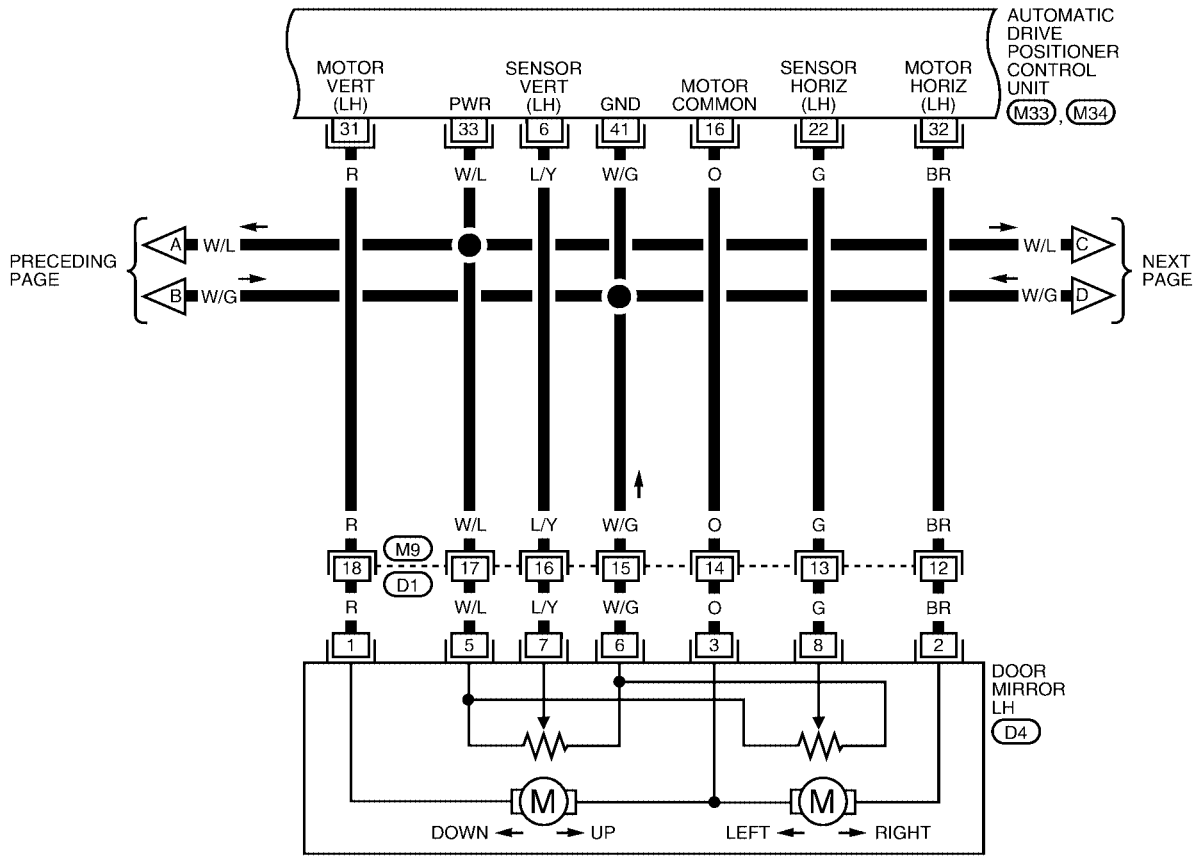 AUTOMATIC
DRIVE
POSITIONER
CONTROL
UNIT
M33 , M34
MOTOR
VERT
(LH)
PWR
SENSOR
VERT
(LH)
GND
MOTOR
COMMON
SENSOR
HORIZ
(LH)
MOTOR
HORIZ
(LH)
31 33 6 41 16 22 32
R W/L L/Y W/G O G BR
PRECEDING
PAGE
A W/L W/L C
B W/G W/G D
NEXT
PAGE
R W/L L/Y W/G O G BR
M9
18 17 16 15 14 13 12
D1
R W/L L/Y W/G O G BR
1 5 7 6 3 8 2
DOOR
MIRROR
LH
D4
M M
DOWN UP LEFT RIGHT